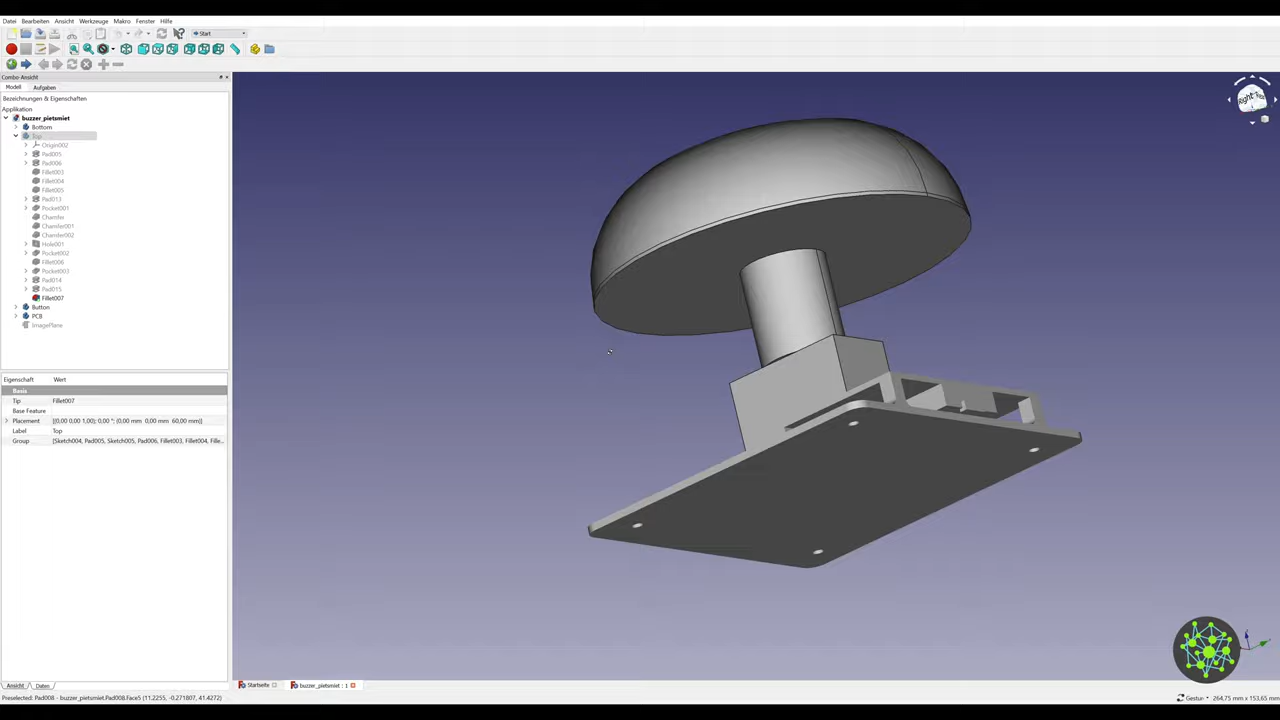 Datei Bearbeiten Ansicht Werkzeuge Makro Fenster Hilfe
Start
Combo-Ansicht
Modell Aufgaben
Bezeichnungen & Eigenschaften
Applikation
buzzer_pietsmiet
Bottom
Top
Origin002
Pad005
Pad006
Fillet003
Fillet004
Fillet005
Pad013
Pocket001
Chamfer
Chamfer001
Chamfer002
Hole001
Pocket002
Fillet006
Pocket003
Pad014
Pad015
Fillet007
Button
PCB
ImagePlane
Eigenschaft Wert
Basis
Tip Fillet007
Base Feature
Placement [(0,00 0,00 1,00); 0,00 °; (0,00 mm 0,00 mm 60,00 mm)]
Label Top
Group [Sketch004, Pad005, Sketch005, Pad006, Fillet003, Fillet004, Fille...
Right
Ansicht Daten
Startseite
buzzer_pietsmiet : 1
Preselected: Pad008 - buzzer_pietsmiet.Pad008.Face5 (11.2255, -0.271807, 41.4272)
Gestur 264,75 mm x 153,65 mm